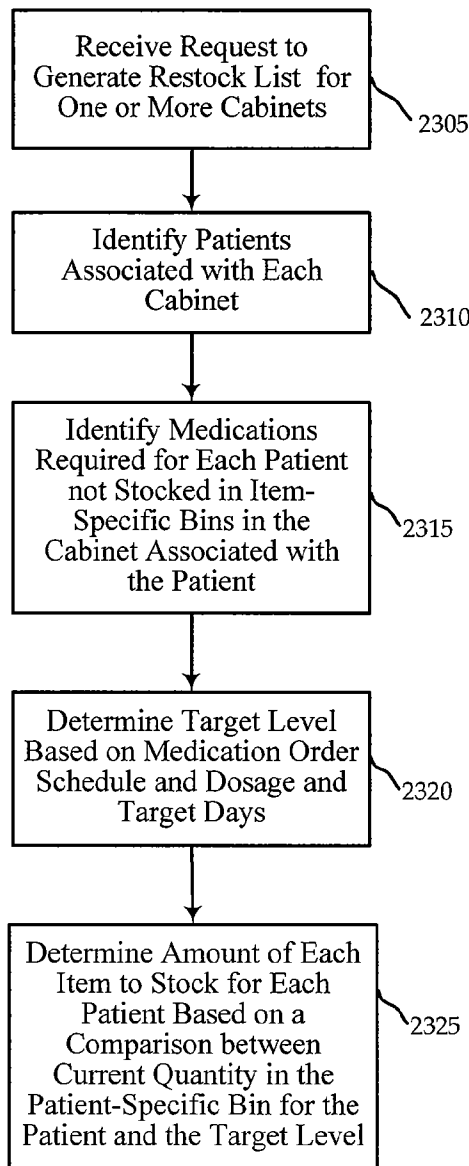 Receive Request to
Generate Restock List for
One or More Cabinets
2305
Identify Patients
Associated with Each
Cabinet
2310
Identify Medications
Required for Each Patient
not Stocked in Item-
Specific Bins in the
Cabinet Associated with
the Patient
2315
Determine Target Level
Based on Medication Order
Schedule and Dosage and
Target Days
2320
Determine Amount of Each
Item to Stock for Each
Patient Based on a
Comparison between
Current Quantity in the
Patient-Specific Bin for the
Patient and the Target Level
2325